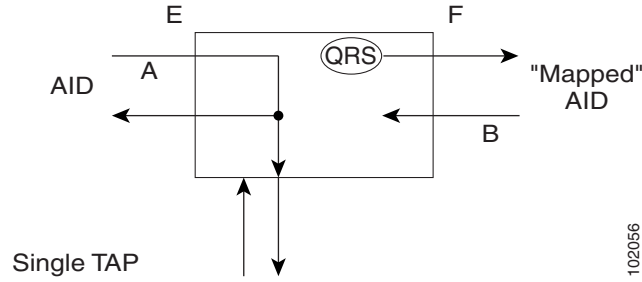 E
F
A
QRS
AID
"Mapped"
AID
B
Single TAP
102056